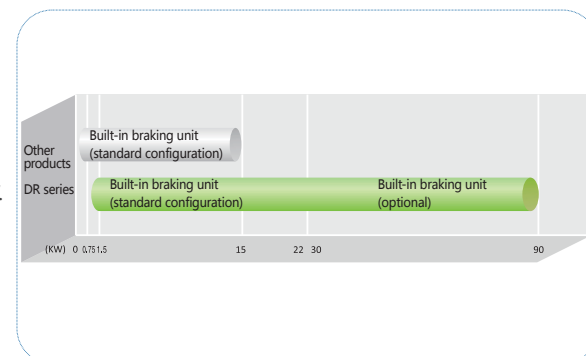 Built-in braking unit
(standard configuration)
Other
products
DR series
Built-in braking unit
(standard configuration)
Built-in braking unit
(optional)
(KW) 0 0.75 1.5 15 22 30 90